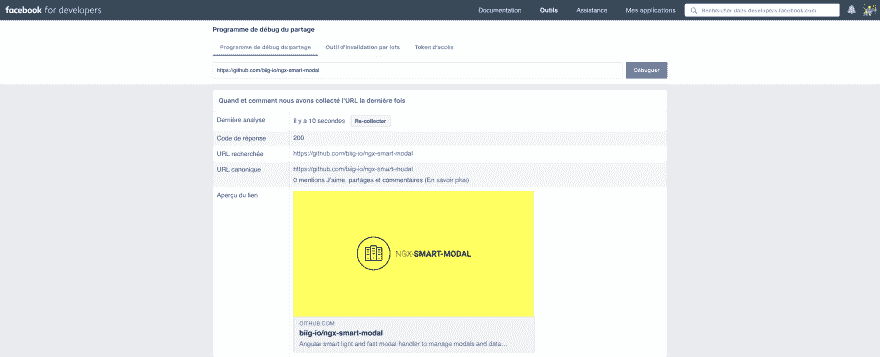 facebook for developers Documentation Outils Assistance Mes applications Rechercher dans developers.facebook.com
Programme de débug du partage
Programme de débug du partage Outil d'invalidation par lots Token d'accès
https://github.com/biig-io/ngx-smart-modal Débuguer
Quand et comment nous avons collecté l'URL la dernière fois
Dernière analyse il y a 10 secondes Re-collecter
Code de réponse 200
URL recherchée https://github.com/biig-io/ngx-smart-modal
URL canonique https://github.com/biig-io/ngx-smart-modal
0 mentions J'aime, partages et commentaires (En savoir plus)
Aperçu du lien
NGX-SMART-MODAL
GITHUB.COM
biig-io/ngx-smart-modal
Angular smart light and fast modal handler to manage modals and data...